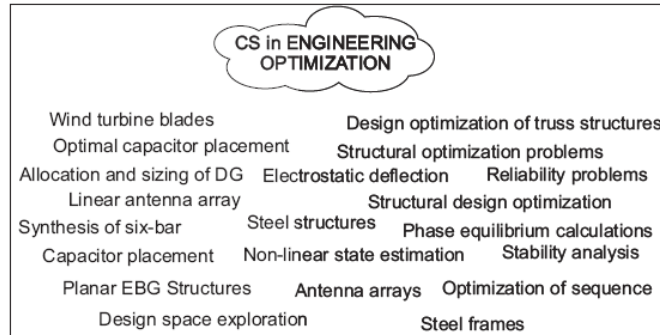 CS in ENGINEERING
OPTIMIZATION
Wind turbine blades
Design optimization of truss structures
Optimal capacitor placement
Structural optimization problems
Allocation and sizing of DG
Electrostatic deflection
Reliability problems
Linear antenna array
Structural design optimization
Synthesis of six-bar
Steel structures
Phase equilibrium calculations
Capacitor placement
Non-linear state estimation
Stability analysis
Planar EBG Structures
Antenna arrays
Optimization of sequence
Design space exploration
Steel frames